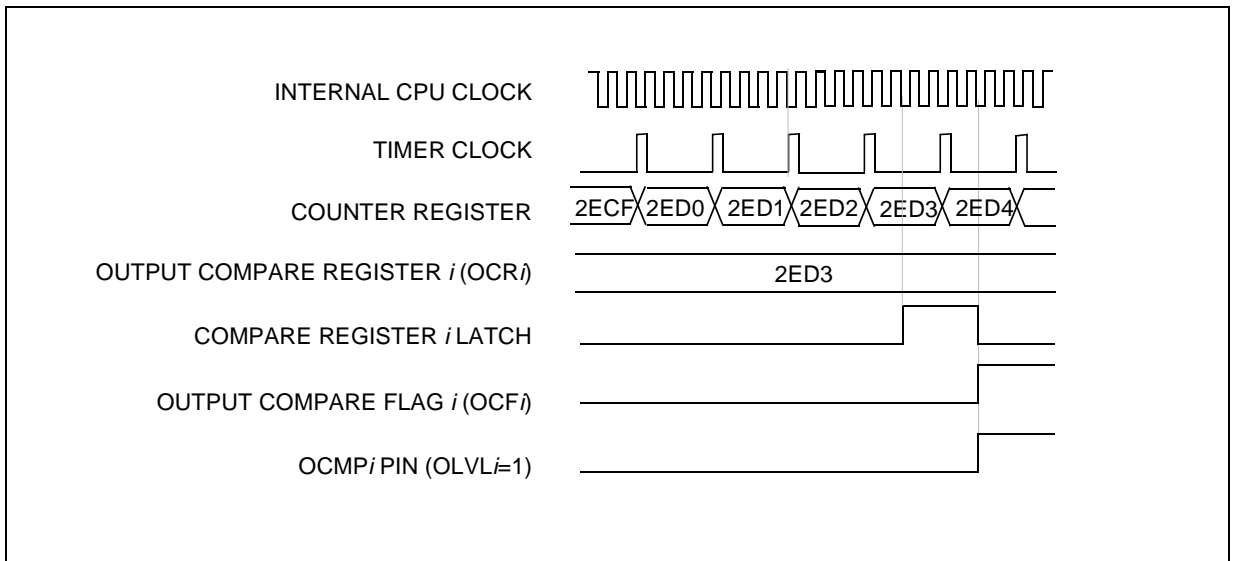 INTERNAL CPU CLOCK
TIMER CLOCK
COUNTER REGISTER 2ECF 2ED0 2ED1 2ED2 2ED3 2ED4
OUTPUT COMPARE REGISTER i (OCRi) 2ED3
COMPARE REGISTER i LATCH
OUTPUT COMPARE FLAG i (OCFi)
OCMPi PIN (OLVLi=1)